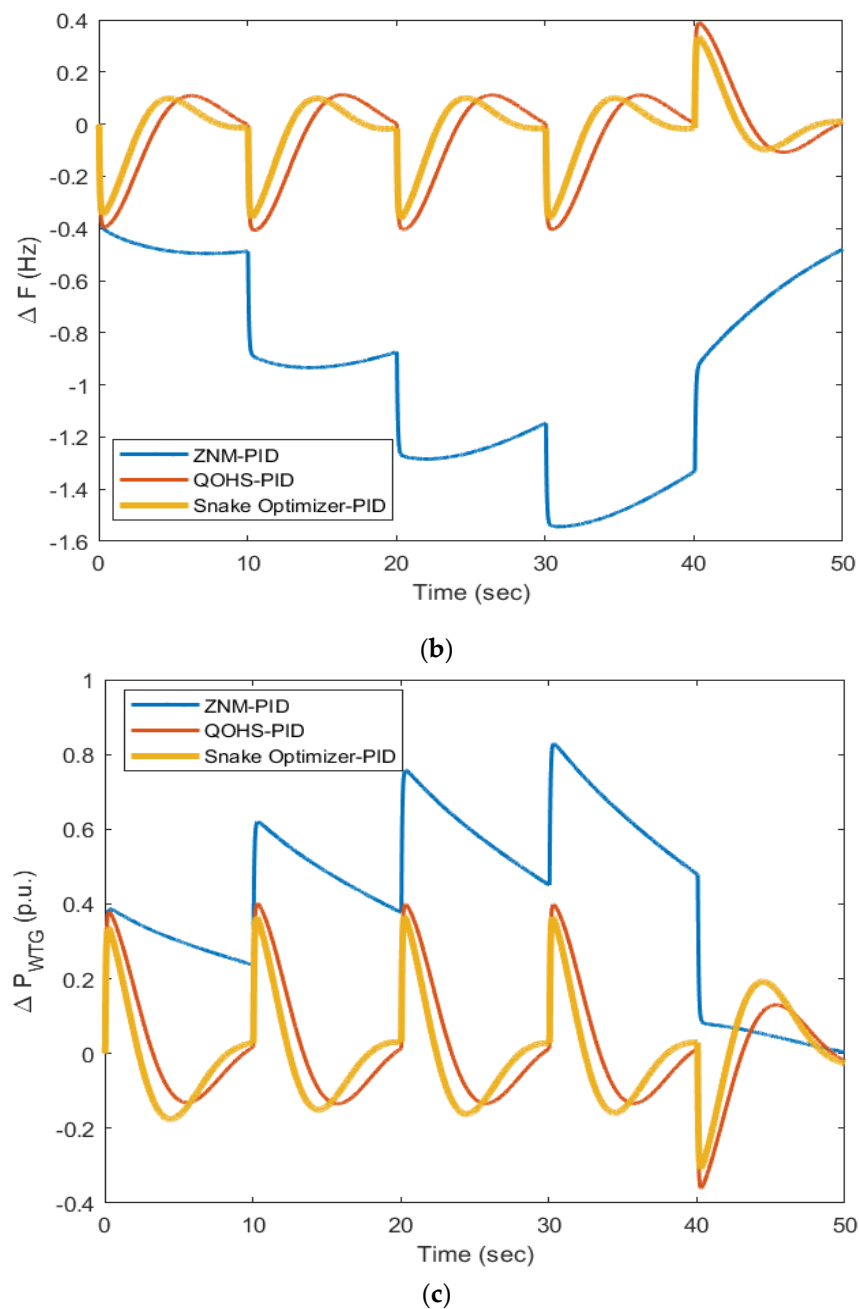 0.4
0.2
0
-0.2
-0.4
-0.6
-0.8
-1
-1.2
-1.4
-1.6
Δ F (Hz)
ZNM-PID
QOHS-PID
Snake Optimizer-PID
0 10 20 30 40 50
Time (sec)
(b)
1
0.8
0.6
0.4
0.2
0
-0.2
-0.4
Δ P_WTG (p.u.)
ZNM-PID
QOHS-PID
Snake Optimizer-PID
0 10 20 30 40 50
Time (sec)
(c)